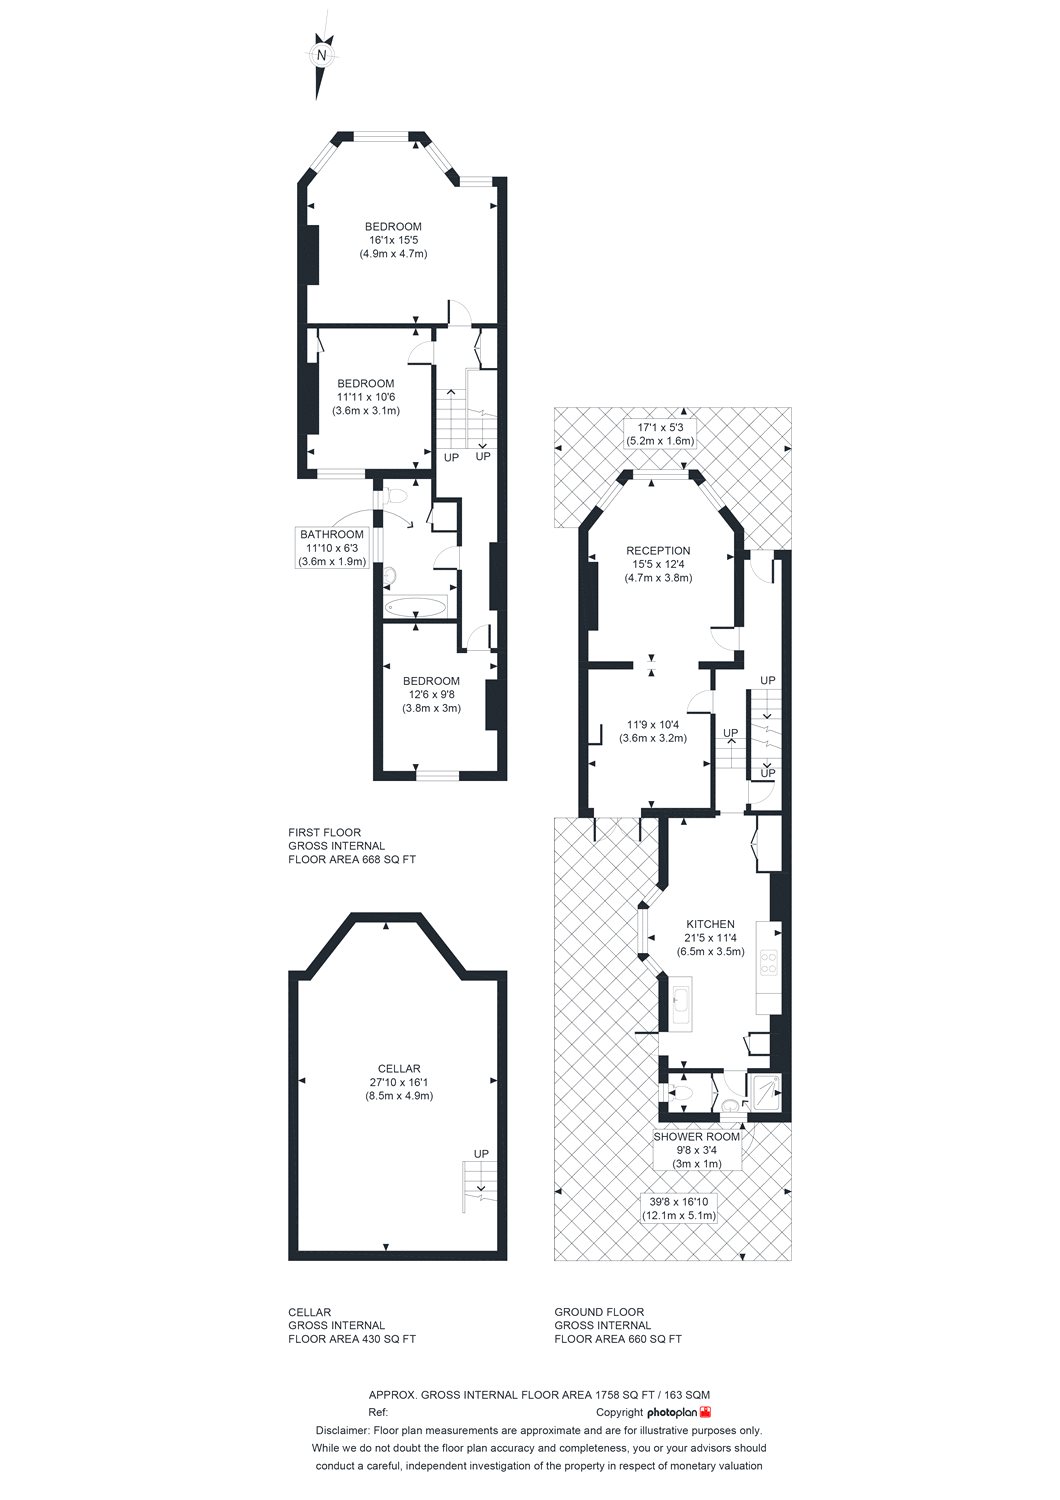 N
BEDROOM
16'1x 15'5
(4.9m x 4.7m)
BEDROOM
11'11 x 10'6
(3.6m x 3.1m)
UP
UP
BATHROOM
11'10 x 6'3
(3.6m x 1.9m)
BEDROOM
12'6 x 9'8
(3.8m x 3m)
FIRST FLOOR
GROSS INTERNAL
FLOOR AREA 668 SQ FT
17'1 x 5'3
(5.2m x 1.6m)
RECEPTION
15'5 x 12'4
(4.7m x 3.8m)
UP
11'9 x 10'4
(3.6m x 3.2m)
UP
UP
KITCHEN
21'5 x 11'4
(6.5m x 3.5m)
SHOWER ROOM
9'8 x 3'4
(3m x 1m)
39'8 x 16'10
(12.1m x 5.1m)
CELLAR
27'10 x 16'1
(8.5m x 4.9m)
UP
CELLAR
GROSS INTERNAL
FLOOR AREA 430 SQ FT
GROUND FLOOR
GROSS INTERNAL
FLOOR AREA 660 SQ FT
APPROX. GROSS INTERNAL FLOOR AREA 1758 SQ FT / 163 SQM
Ref:
Copyright photoplan
Disclaimer: Floor plan measurements are approximate and are for illustrative purposes only.
While we do not doubt the floor plan accuracy and completeness, you or your advisors should
conduct a careful, independent investigation of the property in respect of monetary valuation